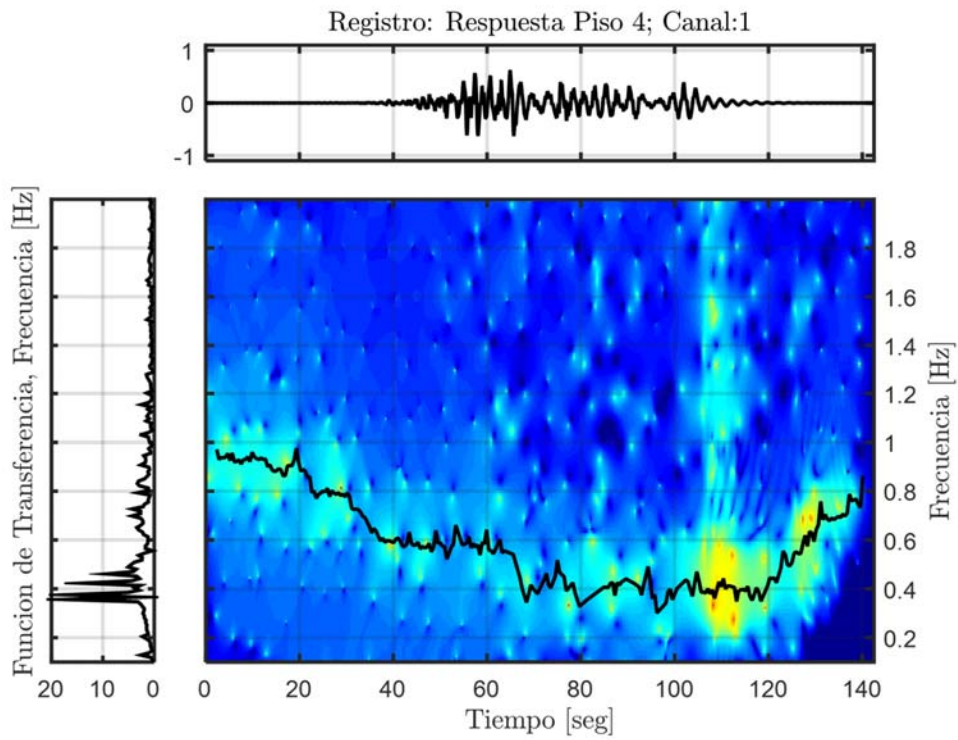 Registro: Respuesta Piso 4; Canal:1
1
0
-1
Funcion de Transferencia, Frecuencia [Hz]
20 10 0
1.8
1.6
1.4
1.2
1
0.8
0.6
0.4
0.2
Frecuencia [Hz]
0 20 40 60 80 100 120 140
Tiempo [seg]